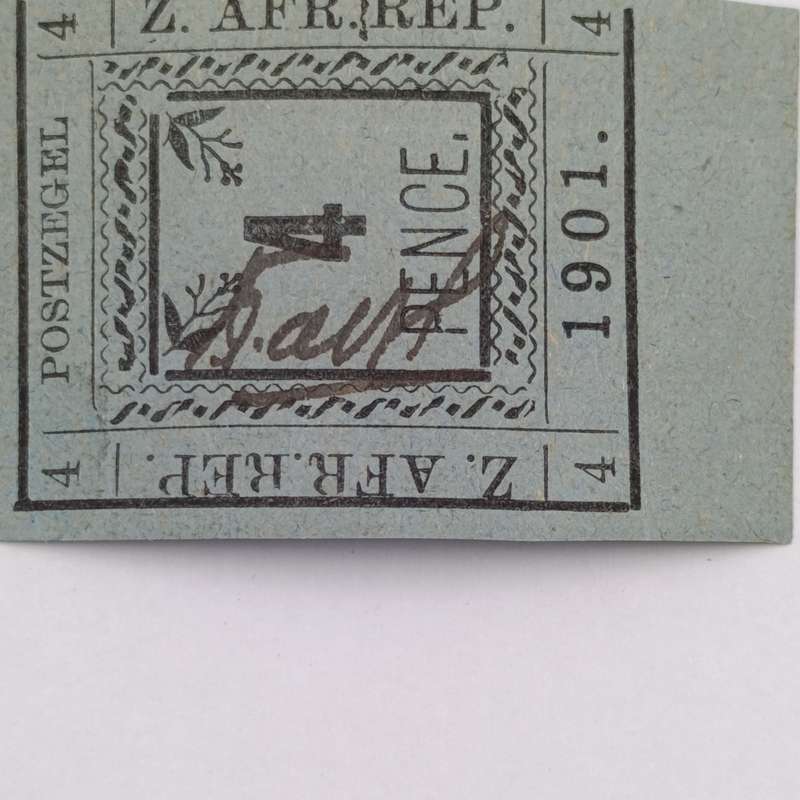 POSTZEGEL
4
Z. AFR. REP.
4
4
PENCE.
4
Z. AFR. REP.
4
1901.